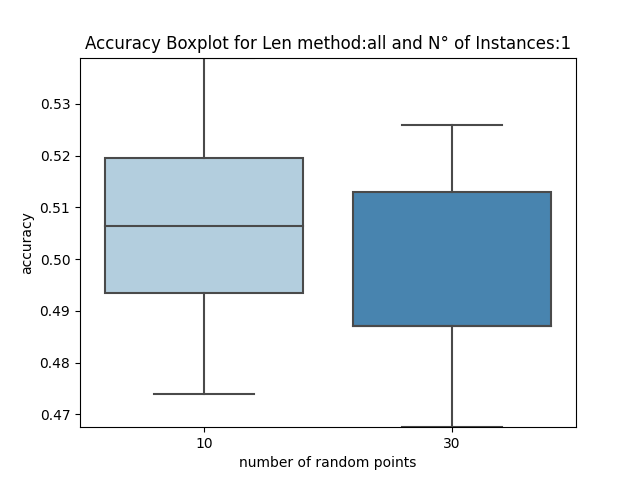 Accuracy Boxplot for Len method:all and N° of Instances:1
0.53
0.52
0.51
0.50
0.49
0.48
0.47
accuracy
10 30
number of random points